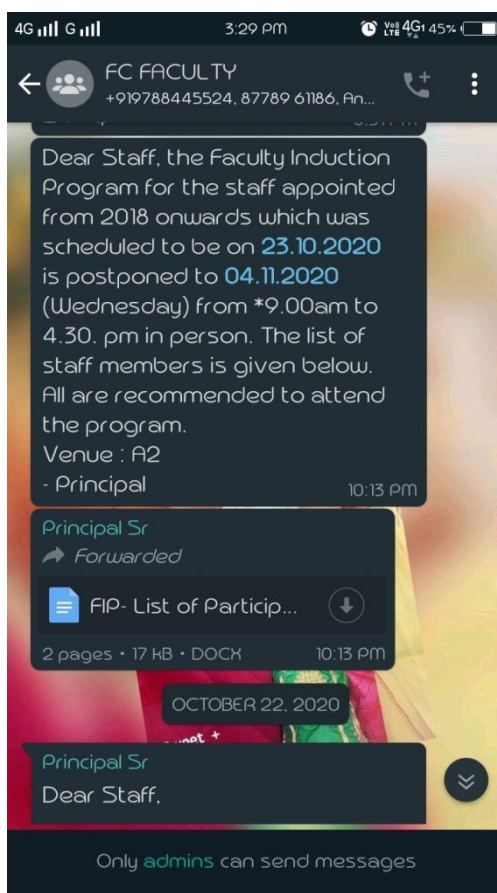 4G G 3:29 PM Vo) LTE 4G1 45%
FC FACULTY
+919788445524, 87789 61186, An...
Dear Staff, the Faculty Induction
Program for the staff appointed
from 2018 onwards which was
scheduled to be on 23.10.2020
is postponed to 04.11.2020
(Wednesday) from *9.00am to
4.30. pm in person. The list of
staff members is given below.
All are recommended to attend
the program.
Venue : A2
- Principal 10:13 PM
Principal Sr
Forwarded
FIP- List of Particip...
2 pages • 17 kB • DOCX 10:13 PM
OCTOBER 22, 2020
Principal Sr
Dear Staff,
Only admins can send messages